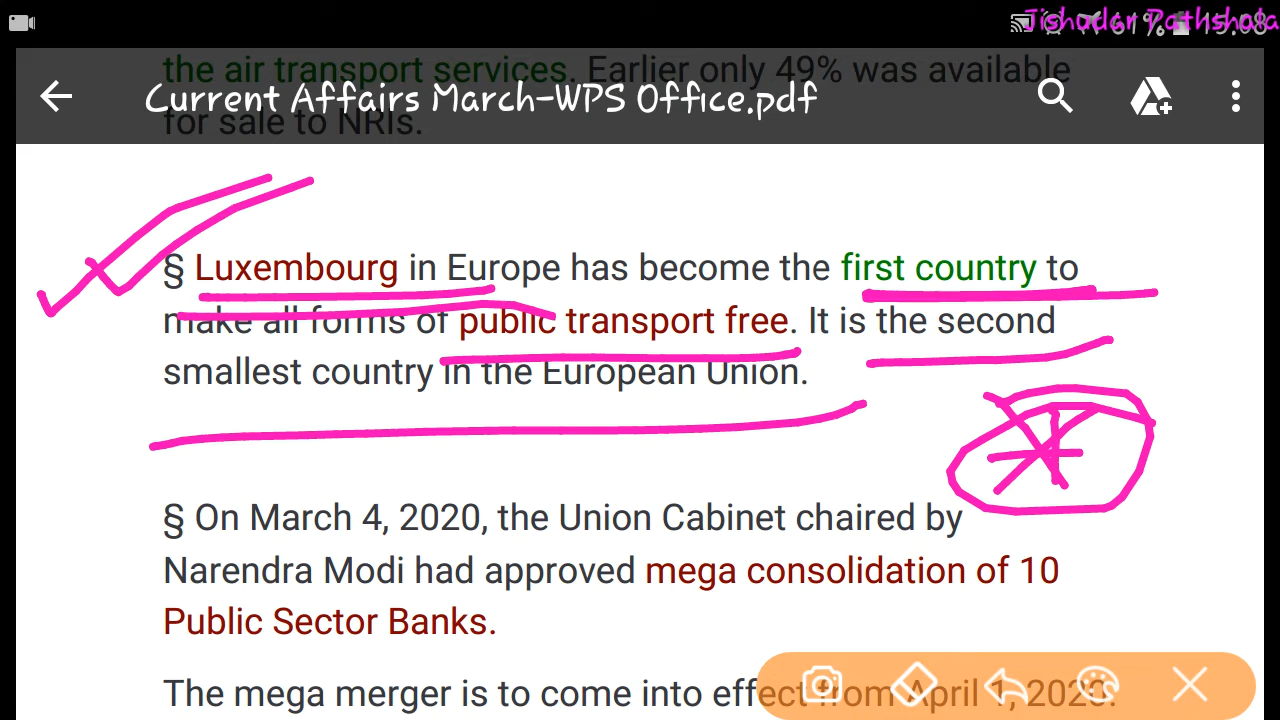 Jishudar Pathshala
61% 15:08
the air transport services. Earlier only 49% was available
Current Affairs March-WPS Office.pdf
for sale to NRIs.
§ Luxembourg in Europe has become the first country to
make all forms of public transport free. It is the second
smallest country in the European Union.
§ On March 4, 2020, the Union Cabinet chaired by
Narendra Modi had approved mega consolidation of 10
Public Sector Banks.
The mega merger is to come into effect from April 1, 2020.